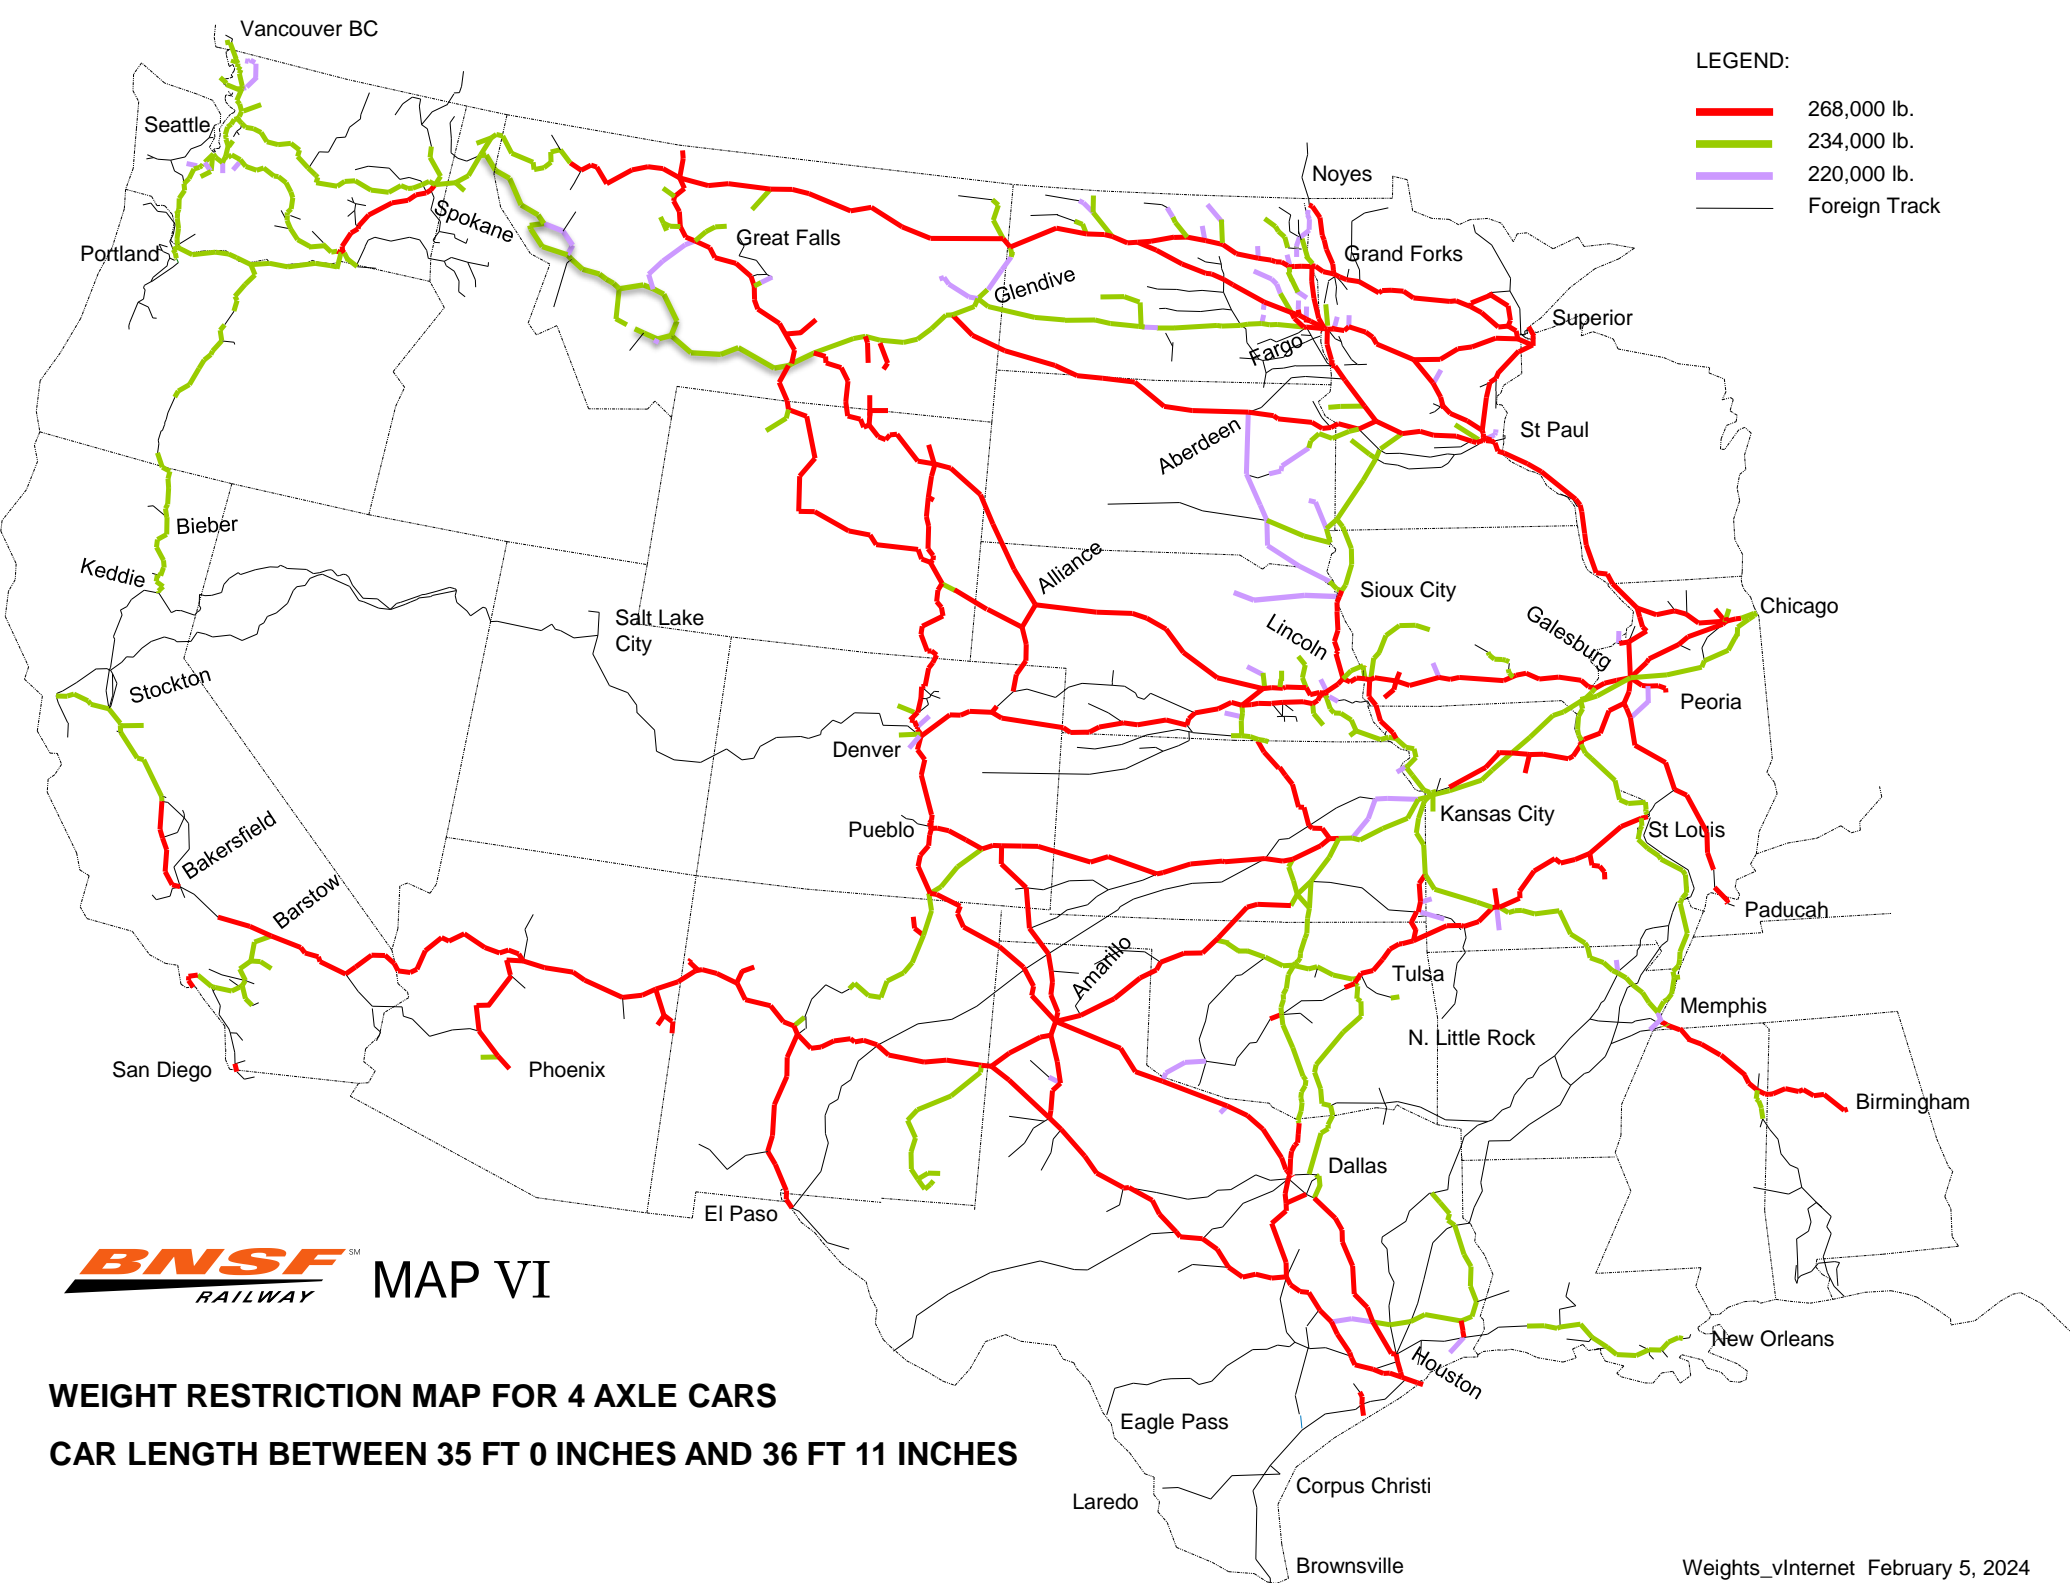 Vancouver BC
LEGEND:
268,000 lb.
234,000 lb.
220,000 lb.
Foreign Track
Seattle
Noyes
Spokane
Great Falls
Portland
Grand Forks
Glendive
Superior
Fargo
Aberdeen
St Paul
Bieber
Keddie
Alliance
Sioux City
Salt Lake
City
Lincoln
Galesburg
Chicago
Stockton
Peoria
Denver
Kansas City
Pueblo
St Louis
Bakersfield
Barstow
Paducah
Amarillo
Tulsa
Memphis
N. Little Rock
San Diego
Phoenix
Birmingham
Dallas
El Paso
BNSF SM
RAILWAY
MAP VI
New Orleans
Houston
WEIGHT RESTRICTION MAP FOR 4 AXLE CARS
Eagle Pass
CAR LENGTH BETWEEN 35 FT 0 INCHES AND 36 FT 11 INCHES
Corpus Christi
Laredo
Brownsville
Weights_vInternet February 5, 2024